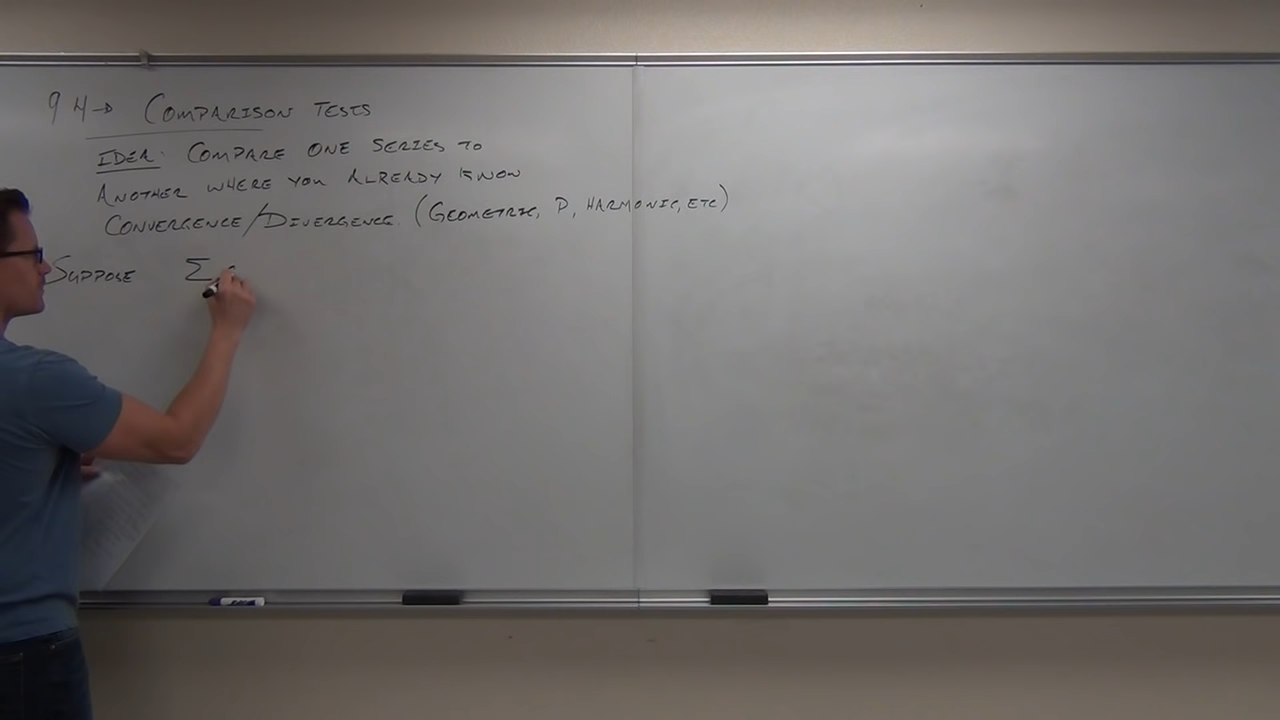 9.4→ COMPARISON TESTS
IDEA: COMPARE ONE SERIES TO
ANOTHER WHERE YOU ALREADY KNOW
CONVERGENCE/DIVERGENCE. (GEOMETRIC, P, HARMONIC, ETC)
SUPPOSE Σ